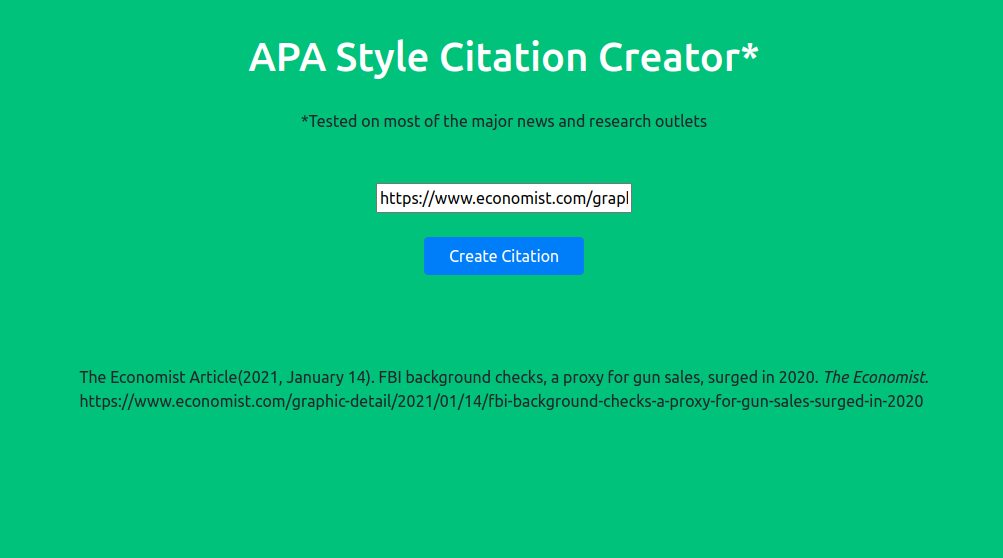 APA Style Citation Creator*
*Tested on most of the major news and research outlets
https://www.economist.com/grap
Create Citation
The Economist Article(2021, January 14). FBI background checks, a proxy for gun sales, surged in 2020. The Economist.
https://www.economist.com/graphic-detail/2021/01/14/fbi-background-checks-a-proxy-for-gun-sales-surged-in-2020